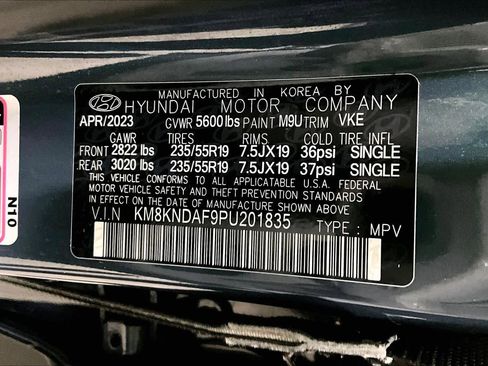 MANUFACTURED IN KOREA BY
HYUNDAI MOTOR COMPANY
APR/2023 GVWR 5600 lbs PAINT M9U TRIM VKE
GAWR TIRES RIMS COLD TIRE INFL
FRONT 2822 lbs 235/55R19 7.5JX19 36psi SINGLE
REAR 3020 lbs 235/55R19 7.5JX19 37psi SINGLE
THIS VEHICLE CONFORMS TO ALL APPLICATABLE U.S.A. FEDERAL
MOTOR VEHICLE SAFETY AND THEFT PREVENTION STANDARDS
IN EFFECT ON THE DATE OF MANUFACTURE SHOWN ABOVE.
V.I.N KM8KNDAF9PU201835
TYPE : MPV
N10